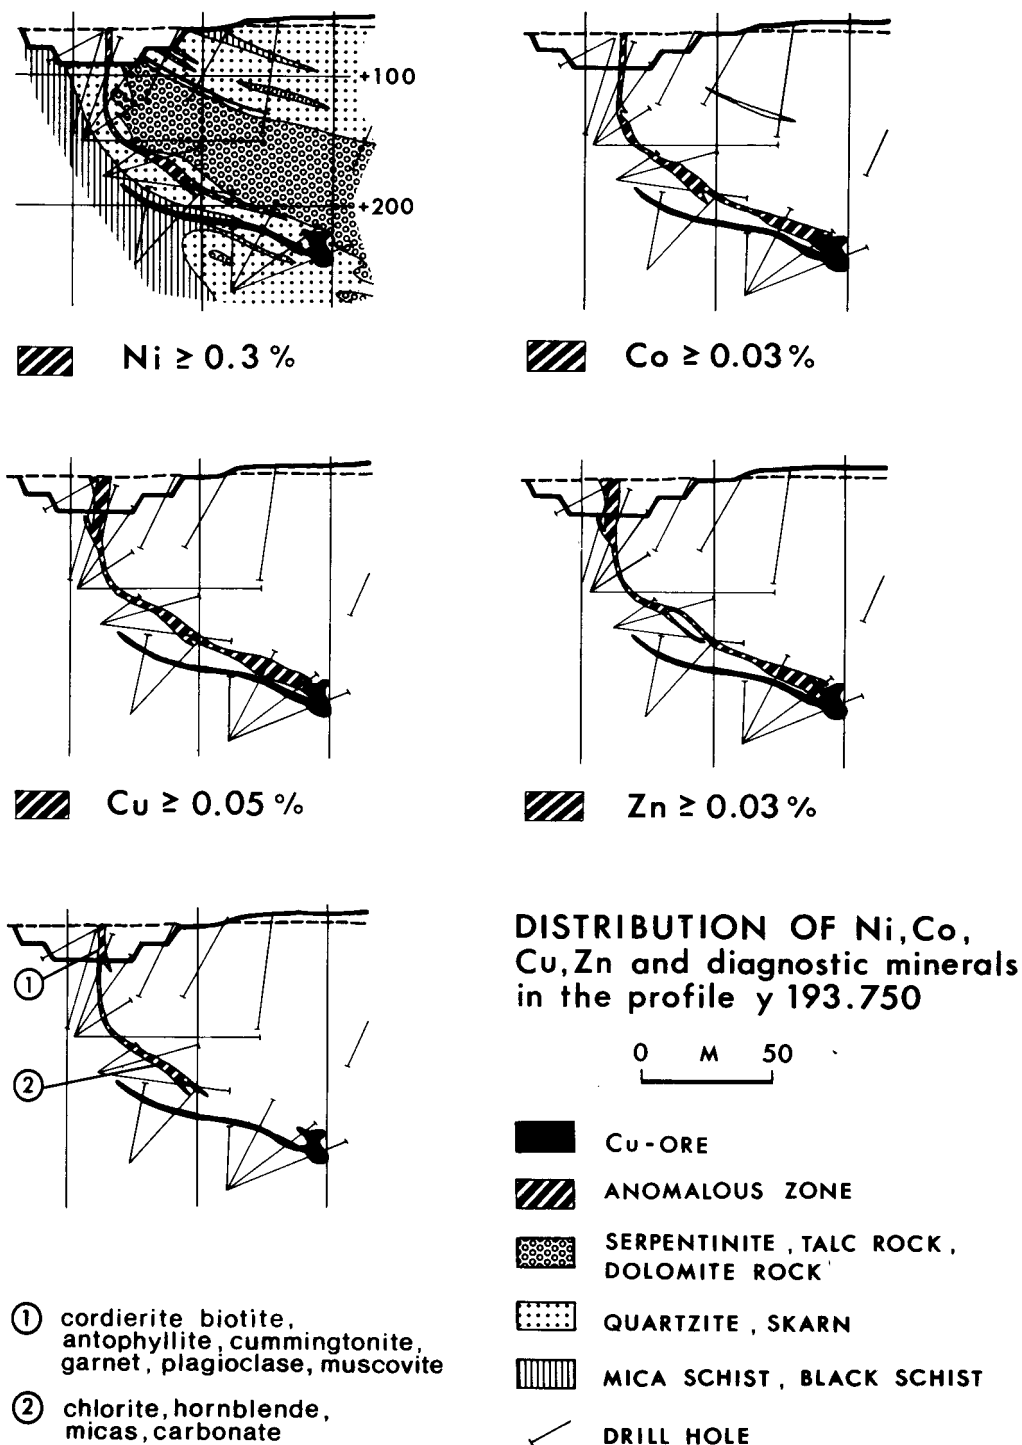 +100
+200
Ni ≥ 0.3 %
Co ≥ 0.03 %
Cu ≥ 0.05 %
Zn ≥ 0.03 %
1
2
DISTRIBUTION OF Ni, Co,
Cu, Zn and diagnostic minerals
in the profile y 193.750
0 M 50
Cu-ORE
ANOMALOUS ZONE
SERPENTINITE, TALC ROCK,
DOLOMITE ROCK
QUARTZITE, SKARN
MICA SCHIST, BLACK SCHIST
DRILL HOLE
1 cordierite biotite,
antophyllite, cummingtonite,
garnet, plagioclase, muscovite
2 chlorite, hornblende,
micas, carbonate